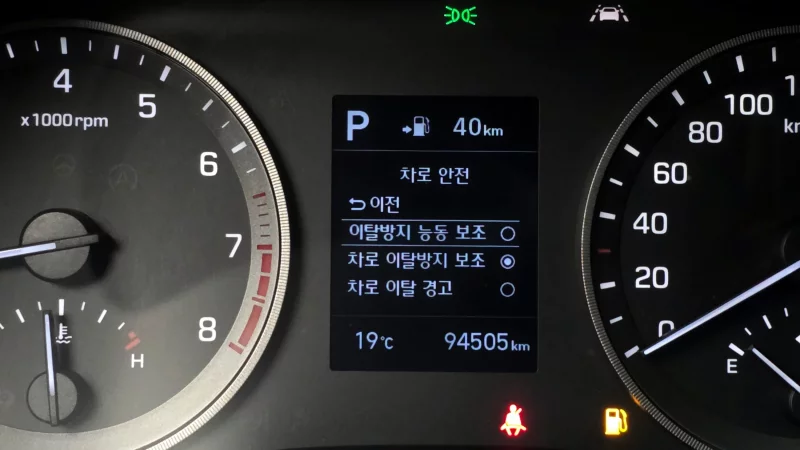 4
5
x1000rpm
6
7
8
H
P 40km
차로 안전
이전
이탈방지 능동 보조
차로 이탈방지 보조
차로 이탈 경고
19℃ 94505km
100
80
60
40
20
0
E